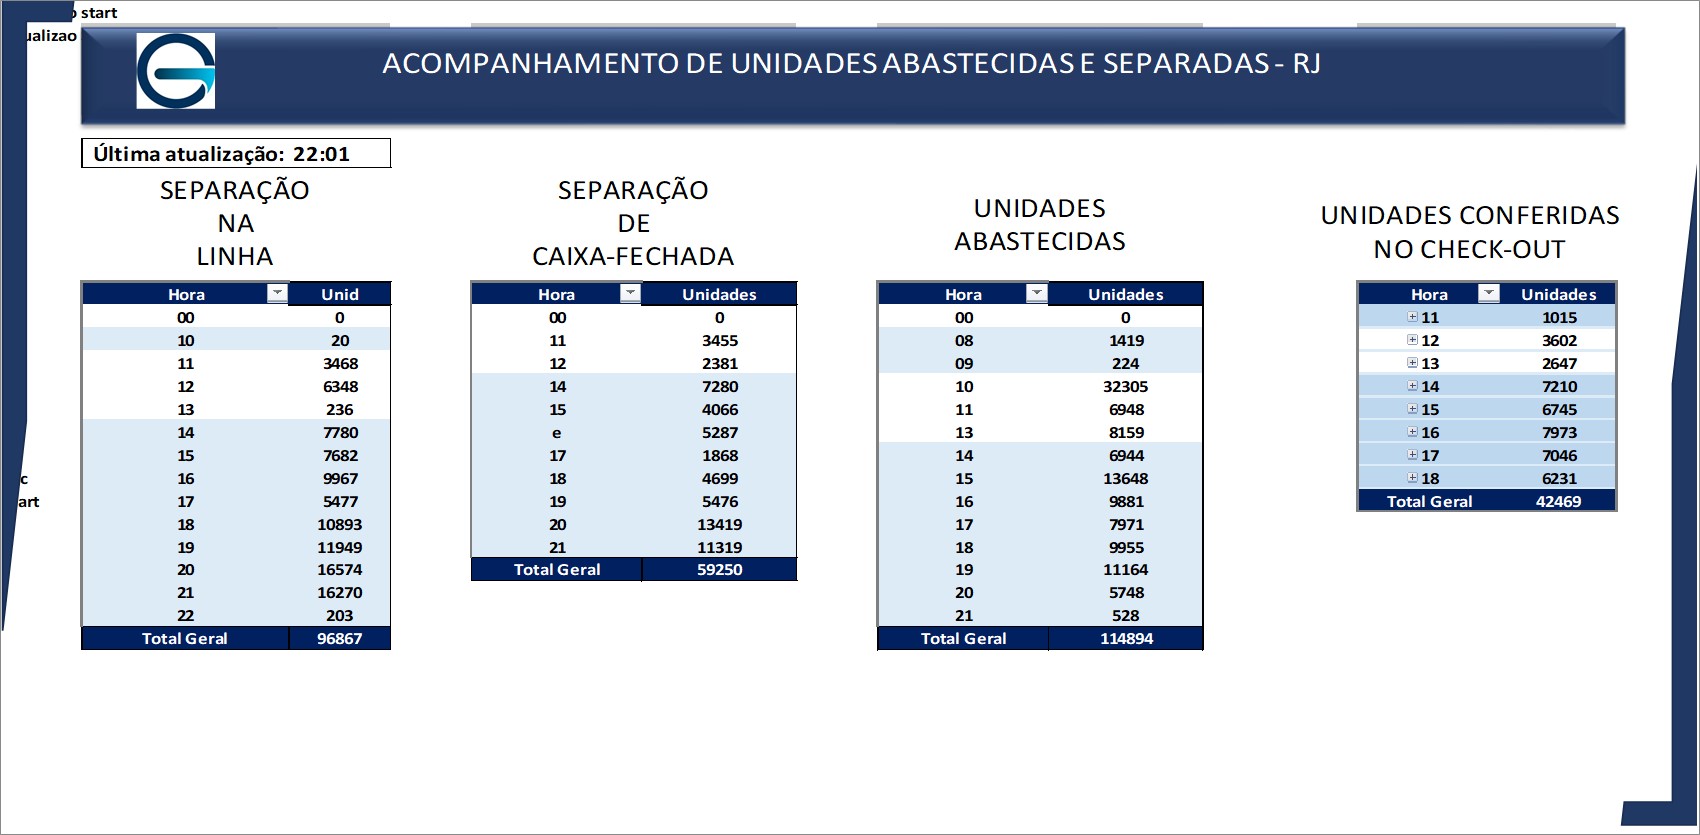 start
ualizao
ACOMPANHAMENTO DE UNIDADES ABASTECIDAS E SEPARADAS - RJ
Última atualização: 22:01
SEPARAÇÃO
NA
LINHA
Hora Unid
00 0
10 20
11 3468
12 6348
13 236
14 7780
15 7682
16 9967
17 5477
18 10893
19 11949
20 16574
21 16270
22 203
Total Geral 96867
SEPARAÇÃO
DE
CAIXA-FECHADA
Hora Unidades
00 0
11 3455
12 2381
14 7280
15 4066
e 5287
17 1868
18 4699
19 5476
20 13419
21 11319
Total Geral 59250
UNIDADES
ABASTECIDAS
Hora Unidades
00 0
08 1419
09 224
10 32305
11 6948
13 8159
14 6944
15 13648
16 9881
17 7971
18 9955
19 11164
20 5748
21 528
Total Geral 114894
UNIDADES CONFERIDAS
NO CHECK-OUT
Hora Unidades
11 1015
12 3602
13 2647
14 7210
15 6745
16 7973
17 7046
18 6231
Total Geral 42469
c
art